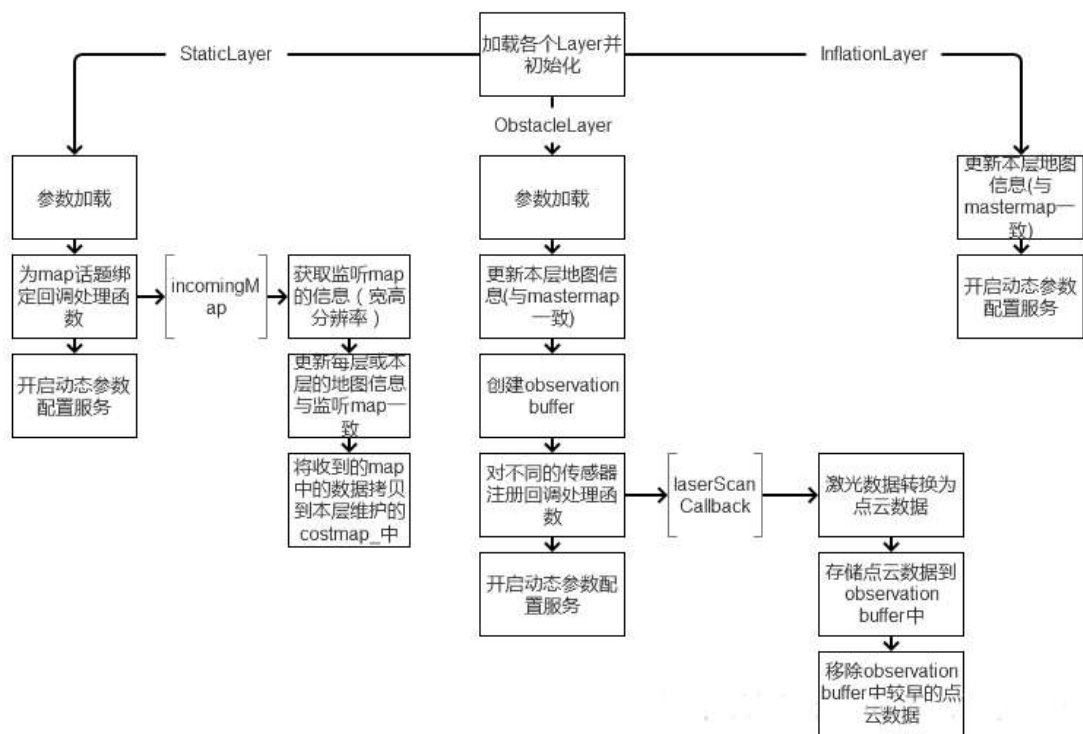 加载各个Layer并
初始化
StaticLayer
InflationLayer
ObstacleLayer
参数加载
为map话题绑
定回调处理函
数
开启动态参数
配置服务
incomingM
ap
获取监听map
的信息（宽高
分辨率）
更新每层或本
层的地图信息
与监听map一
致
将收到的map
中的数据拷贝
到本层维护的
costmap_中
参数加载
更新本层地图信
息(与mastermap
一致)
创建observation
buffer
对不同的传感器
注册回调处理函
数
开启动态参数配
置服务
laserScan
Callback
激光数据转换为
点云数据
存储点云数据到
observation
buffer中
移除observation
buffer中较早的点
云数据
更新本层地图
信息(与
mastermap一
致)
开启动态参数
配置服务